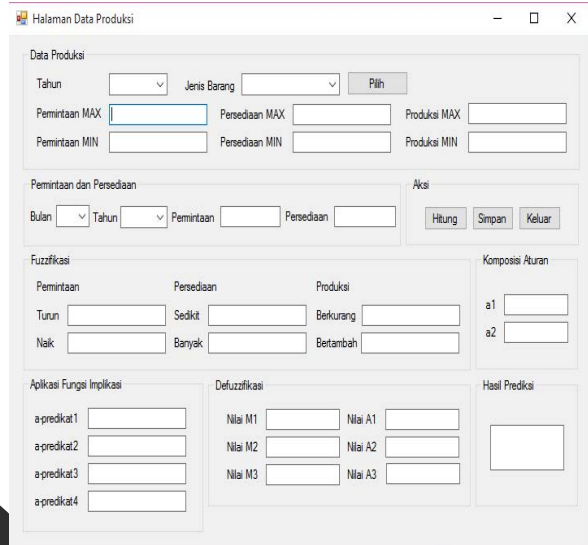 Halaman Data Produksi
Data Produksi
Tahun Jenis Barang Pilih
Permintaan MAX Persediaan MAX Produksi MAX
Permintaan MIN Persediaan MIN Produksi MIN
Permintaan dan Persediaan
Bulan Tahun Permintaan Persediaan
Aksi
Hitung Simpan Keluar
Fuzzifikasi
Permintaan Persediaan Produksi
Turun Sedikit Berkurang
Naik Banyak Bertambah
Komposisi Aturan
a1
a2
Aplikasi Fungsi Implikasi
a-predikat1
a-predikat2
a-predikat3
a-predikat4
Defuzzifikasi
Nilai M1 Nilai A1
Nilai M2 Nilai A2
Nilai M3 Nilai A3
Hasil Prediksi